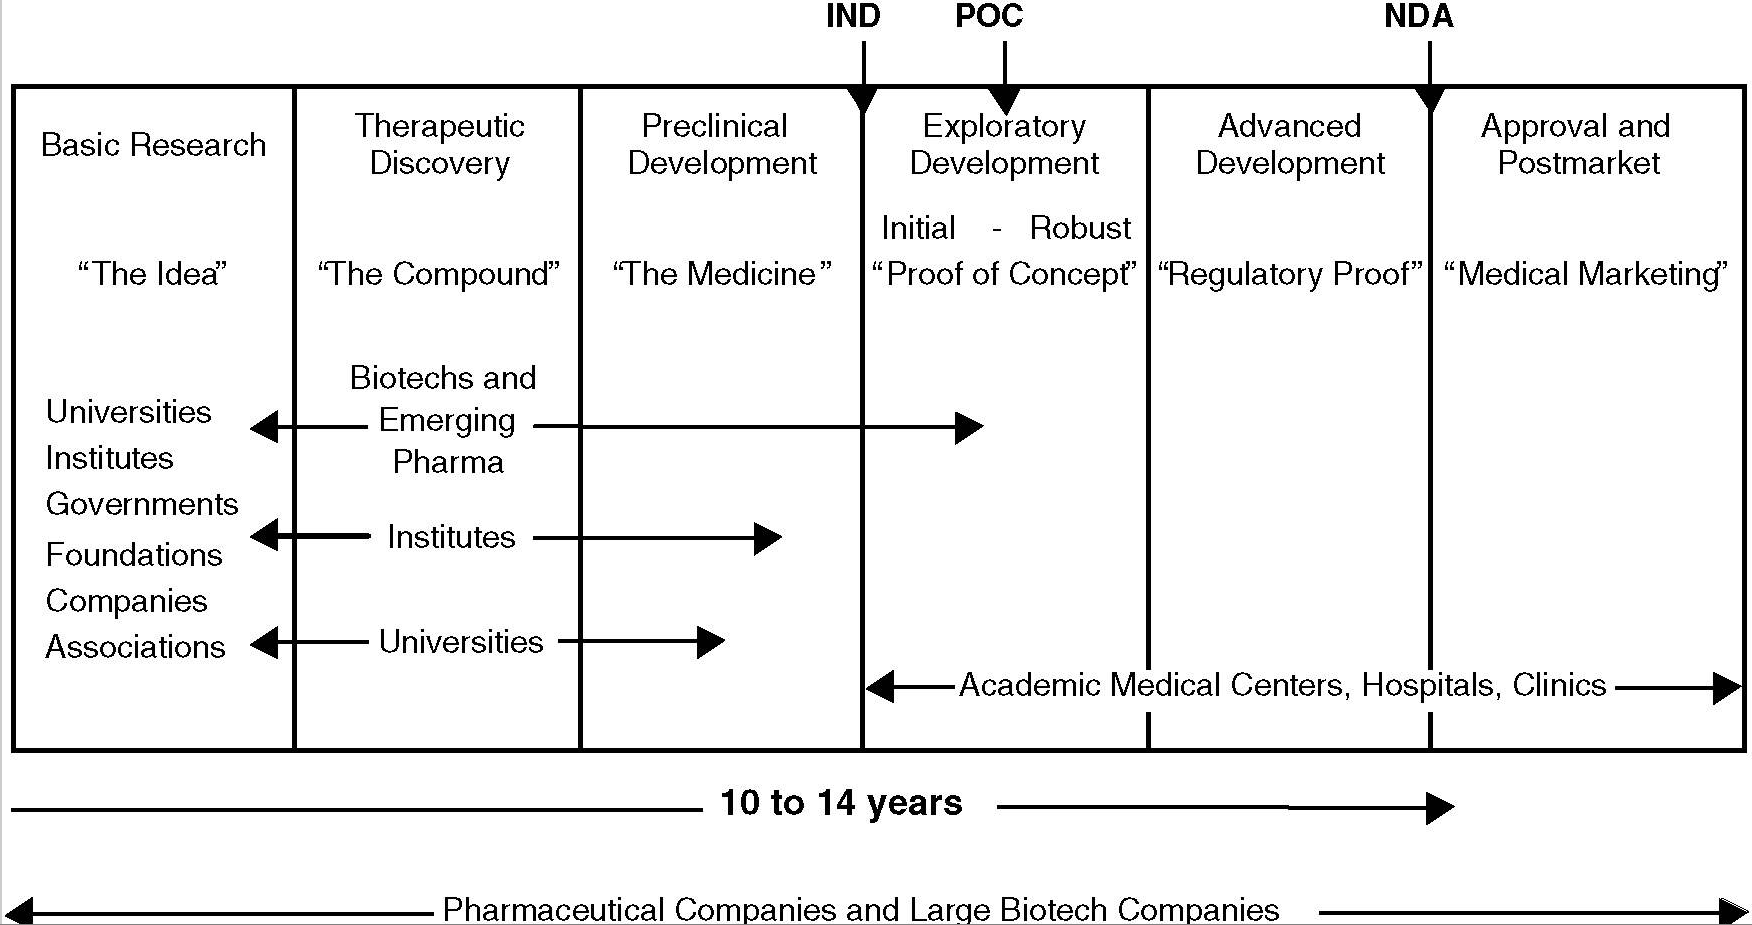 IND
POC
NDA
Basic Research
Therapeutic
Discovery
Preclinical
Development
Exploratory
Development
Advanced
Development
Approval and
Postmarket
“The Idea”
“The Compound”
“The Medicine”
Initial - Robust
“Proof of Concept”
“Regulatory Proof”
“Medical Marketing”
Universities
Institutes
Governments
Foundations
Companies
Associations
Biotechs and
Emerging
Pharma
Institutes
Universities
Academic Medical Centers, Hospitals, Clinics
10 to 14 years
Pharmaceutical Companies and Large Biotech Companies